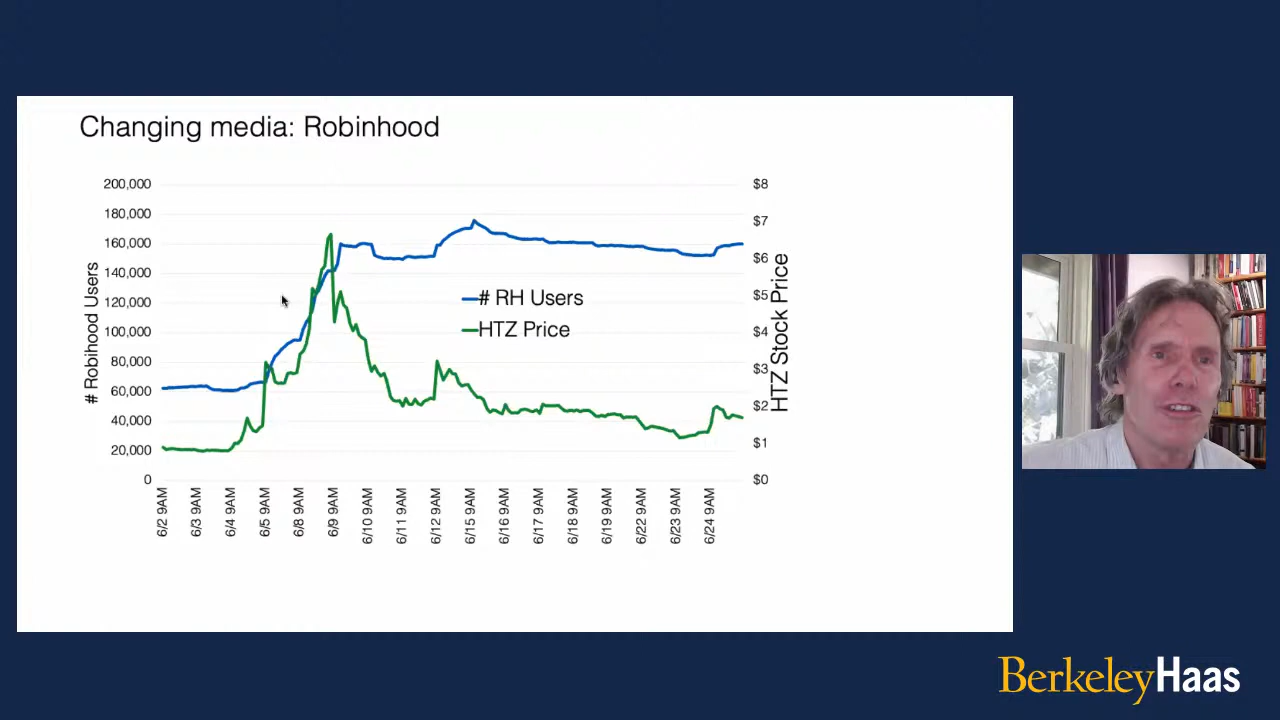 Changing media: Robinhood
200,000
180,000
160,000
140,000
120,000
100,000
80,000
60,000
40,000
20,000
0
# Robihood Users
# RH Users
HTZ Price
$8
$7
$6
$5
$4
$3
$2
$1
$0
HTZ Stock Price
6/2 9AM
6/3 9AM
6/4 9AM
6/5 9AM
6/8 9AM
6/9 9AM
6/10 9AM
6/11 9AM
6/12 9AM
6/15 9AM
6/16 9AM
6/17 9AM
6/18 9AM
6/19 9AM
6/22 9AM
6/23 9AM
6/24 9AM
BerkeleyHaas